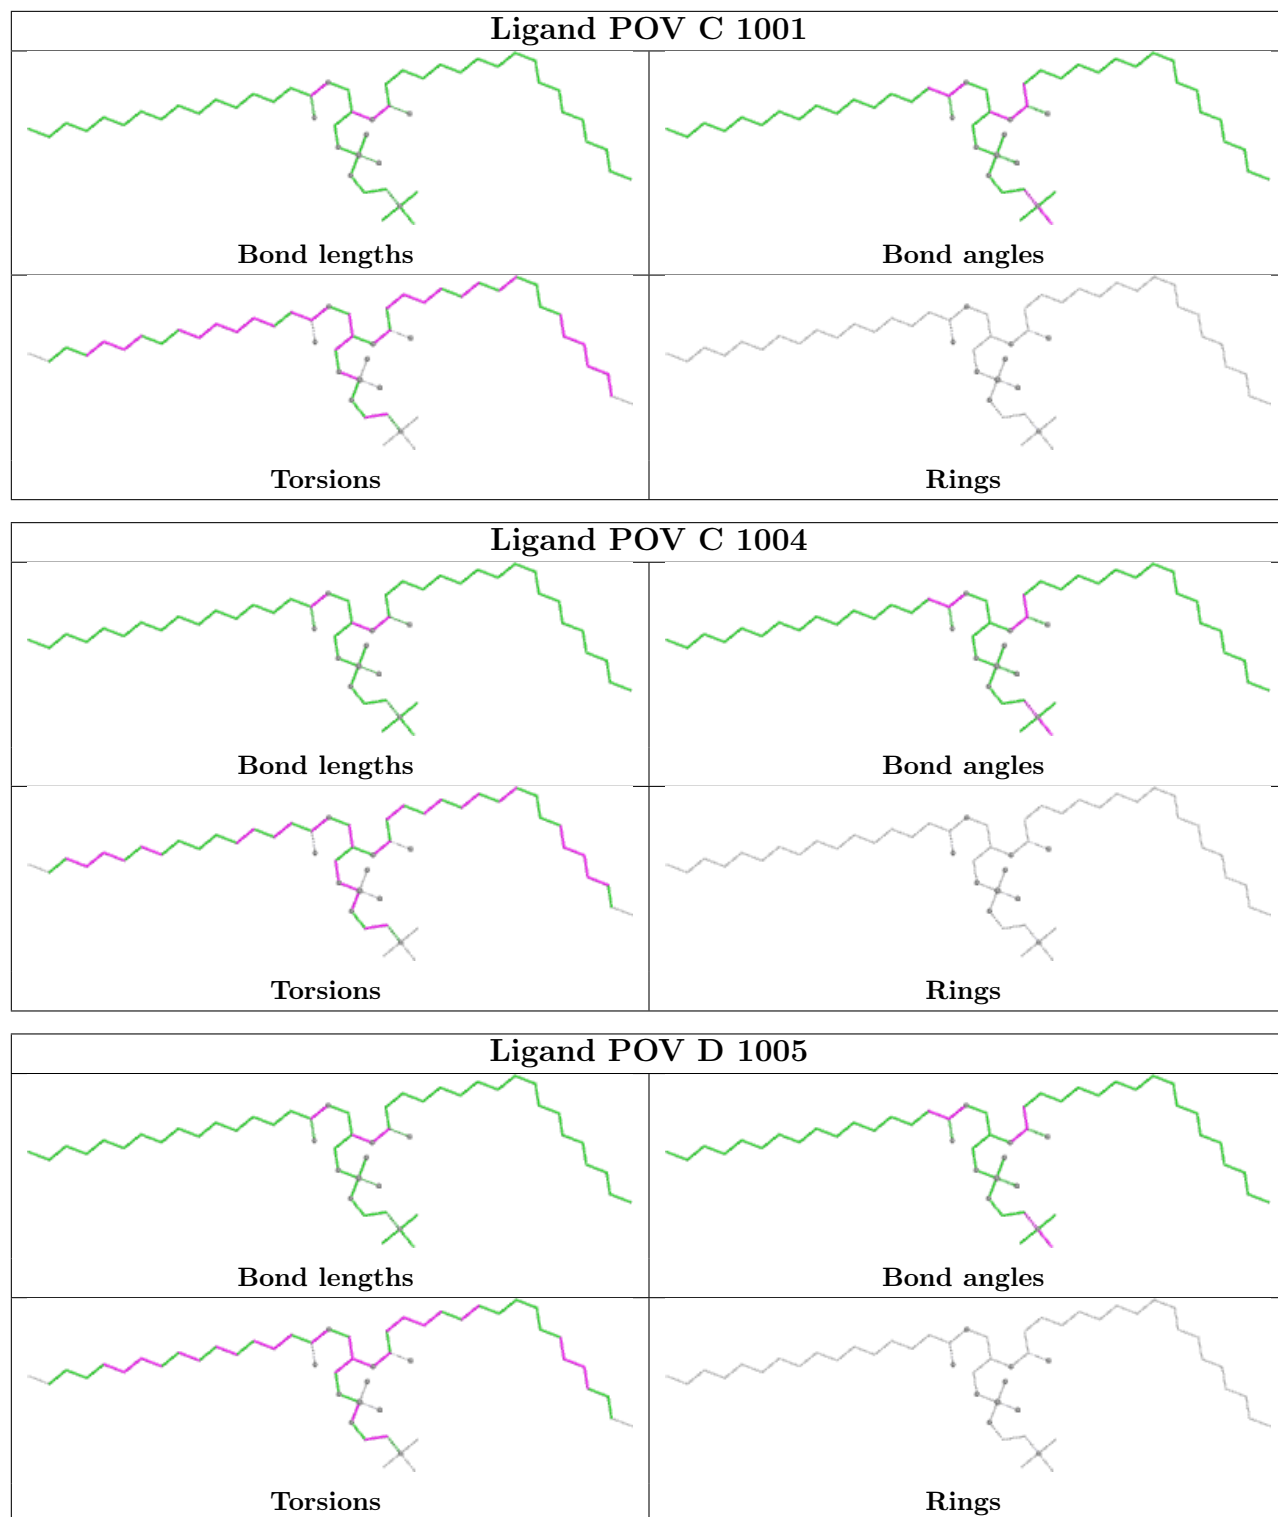 Ligand POV C 1001
Bond lengths
Bond angles
Torsions
Rings
Ligand POV C 1004
Bond lengths
Bond angles
Torsions
Rings
Ligand POV D 1005
Bond lengths
Bond angles
Torsions
Rings